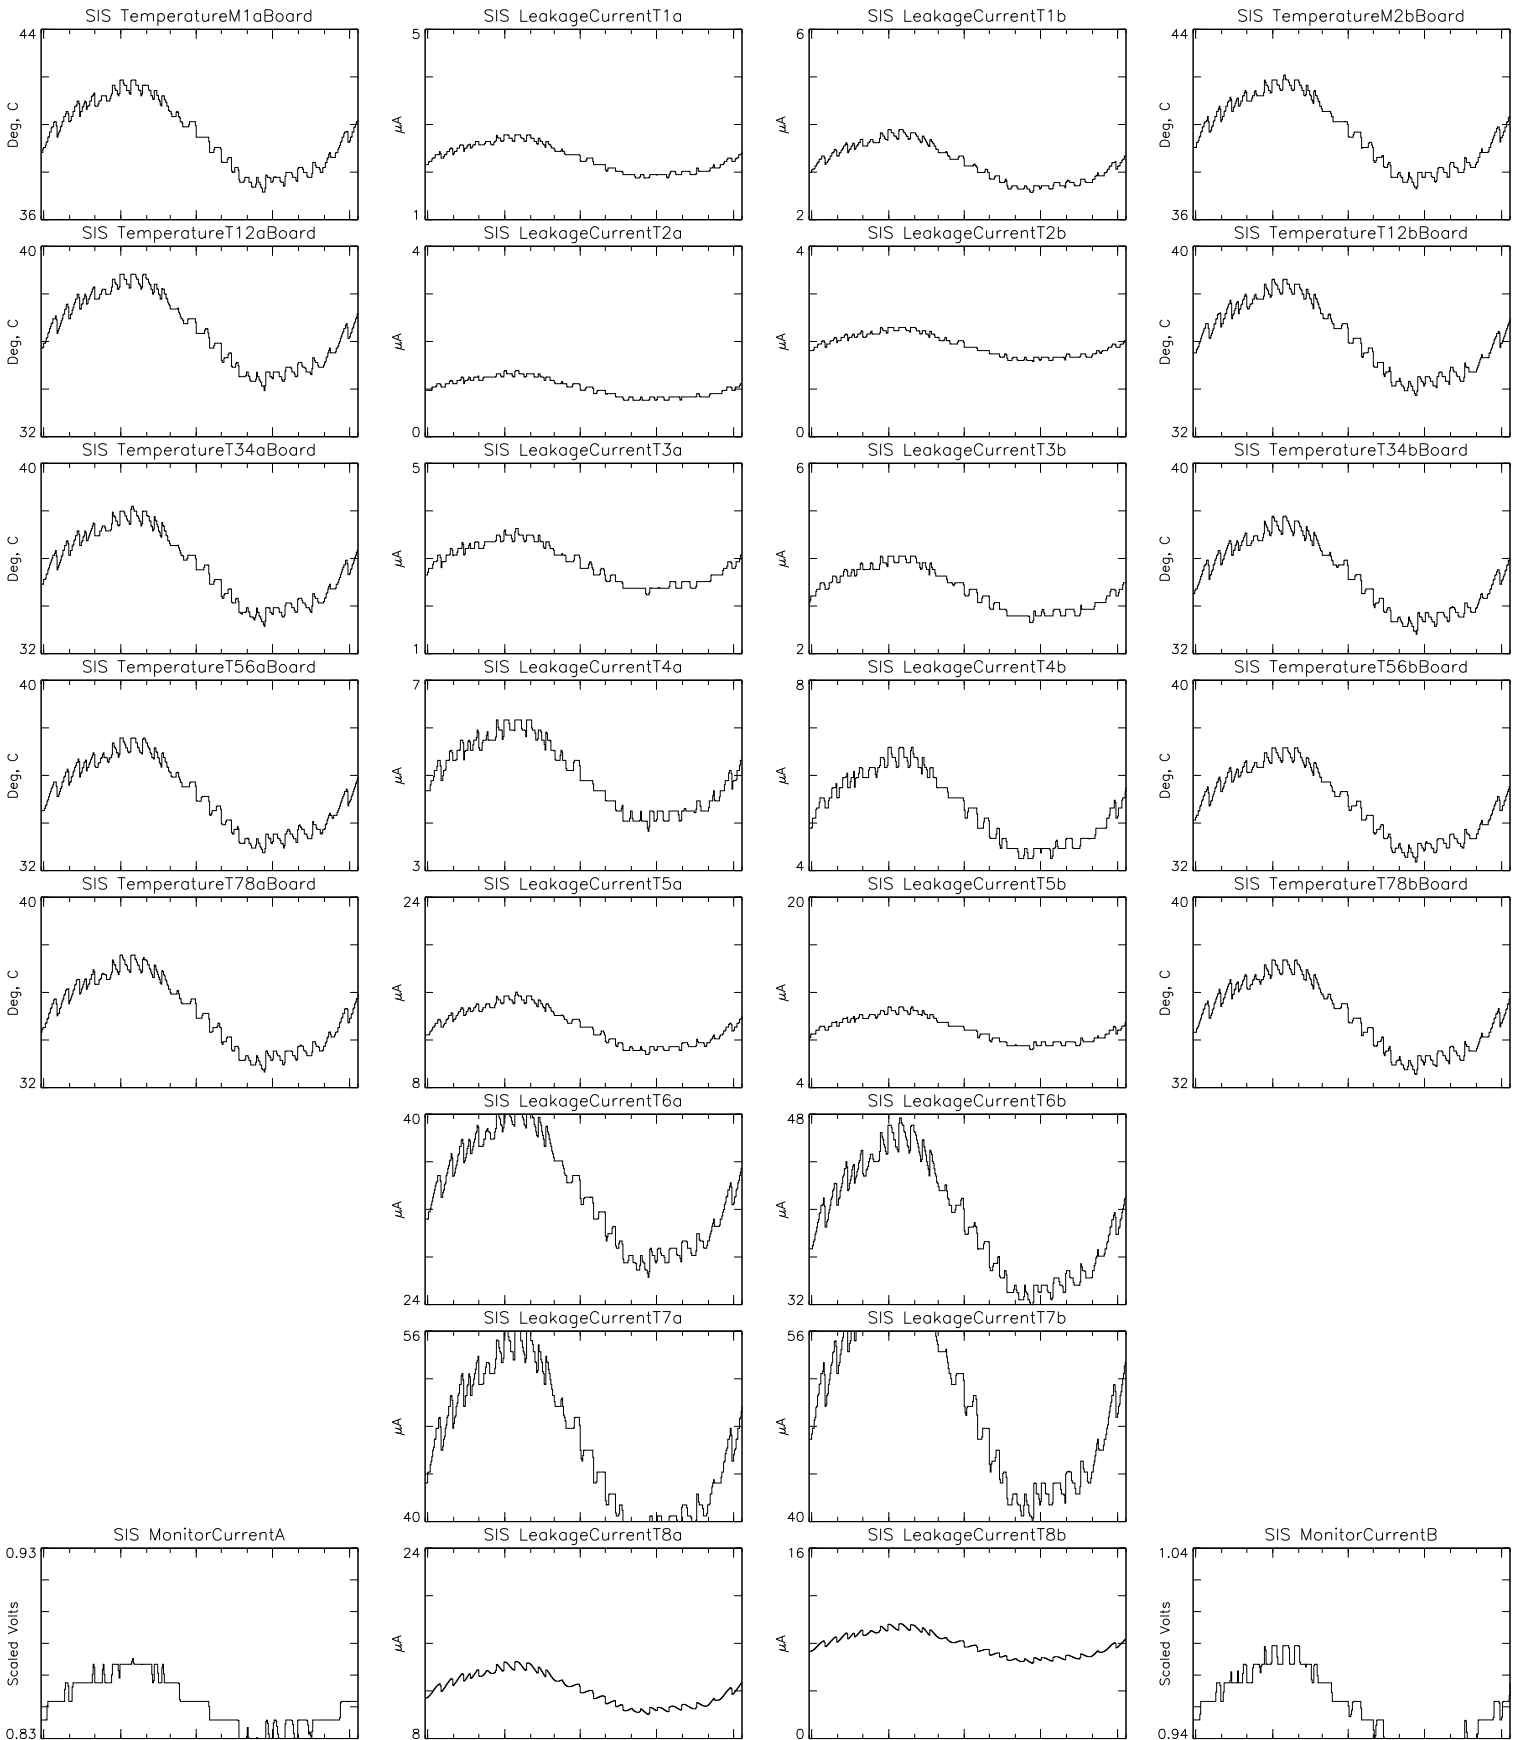 SIS TemperatureM1aBoard
44
Deg, C
36
SIS LeakageCurrentT1a
5
μA
1
SIS LeakageCurrentT1b
6
μA
2
SIS TemperatureM2bBoard
44
Deg, C
36
SIS TemperatureT12aBoard
40
Deg, C
32
SIS LeakageCurrentT2a
4
μA
0
SIS LeakageCurrentT2b
4
μA
0
SIS TemperatureT12bBoard
40
Deg, C
32
SIS TemperatureT34aBoard
40
Deg, C
32
SIS LeakageCurrentT3a
5
μA
1
SIS LeakageCurrentT3b
6
μA
2
SIS TemperatureT34bBoard
40
Deg, C
32
SIS TemperatureT56aBoard
40
Deg, C
32
SIS LeakageCurrentT4a
7
μA
3
SIS LeakageCurrentT4b
8
μA
4
SIS TemperatureT56bBoard
40
Deg, C
32
SIS TemperatureT78aBoard
40
Deg, C
32
SIS LeakageCurrentT5a
24
μA
8
SIS LeakageCurrentT5b
20
μA
4
SIS TemperatureT78bBoard
40
Deg, C
32
SIS LeakageCurrentT6a
40
μA
24
SIS LeakageCurrentT6b
48
μA
32
SIS LeakageCurrentT7a
56
μA
40
SIS LeakageCurrentT7b
56
μA
40
SIS MonitorCurrentA
0.93
Scaled Volts
0.83
SIS LeakageCurrentT8a
24
μA
8
SIS LeakageCurrentT8b
16
μA
0
SIS MonitorCurrentB
1.04
Scaled Volts
0.94